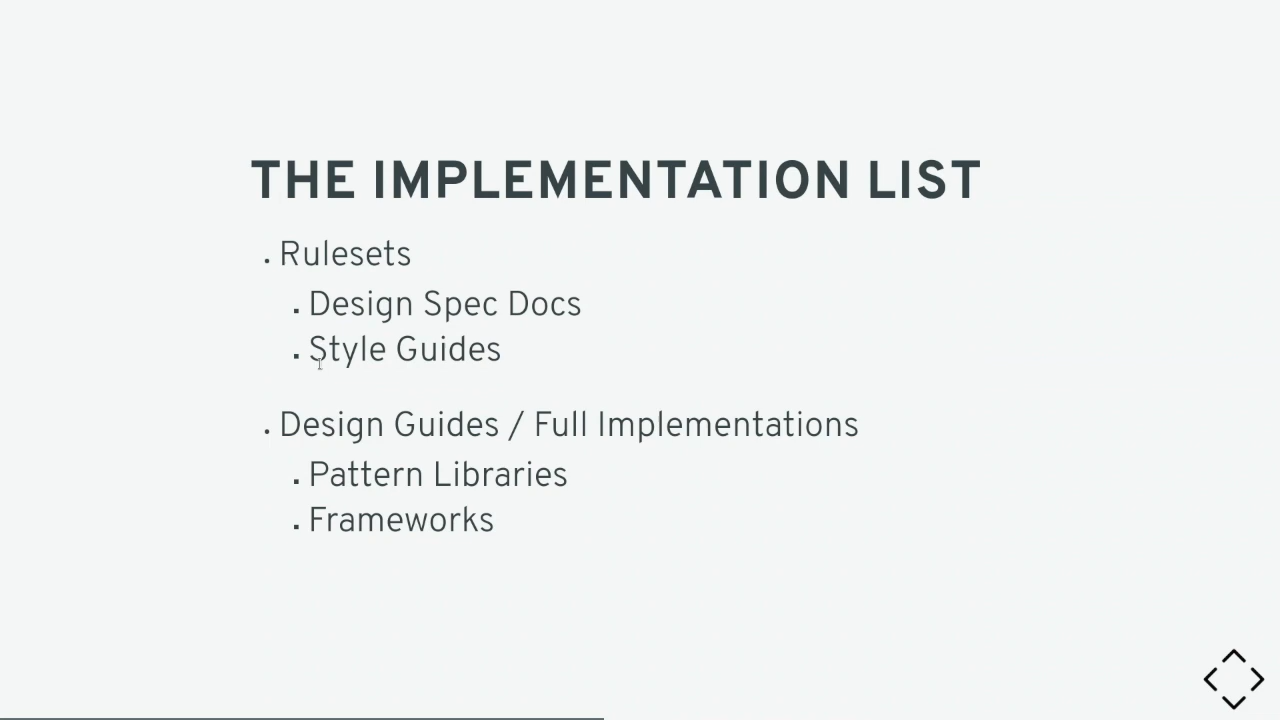 THE IMPLEMENTATION LIST
Rulesets
Design Spec Docs
Style Guides
Design Guides / Full Implementations
Pattern Libraries
Frameworks